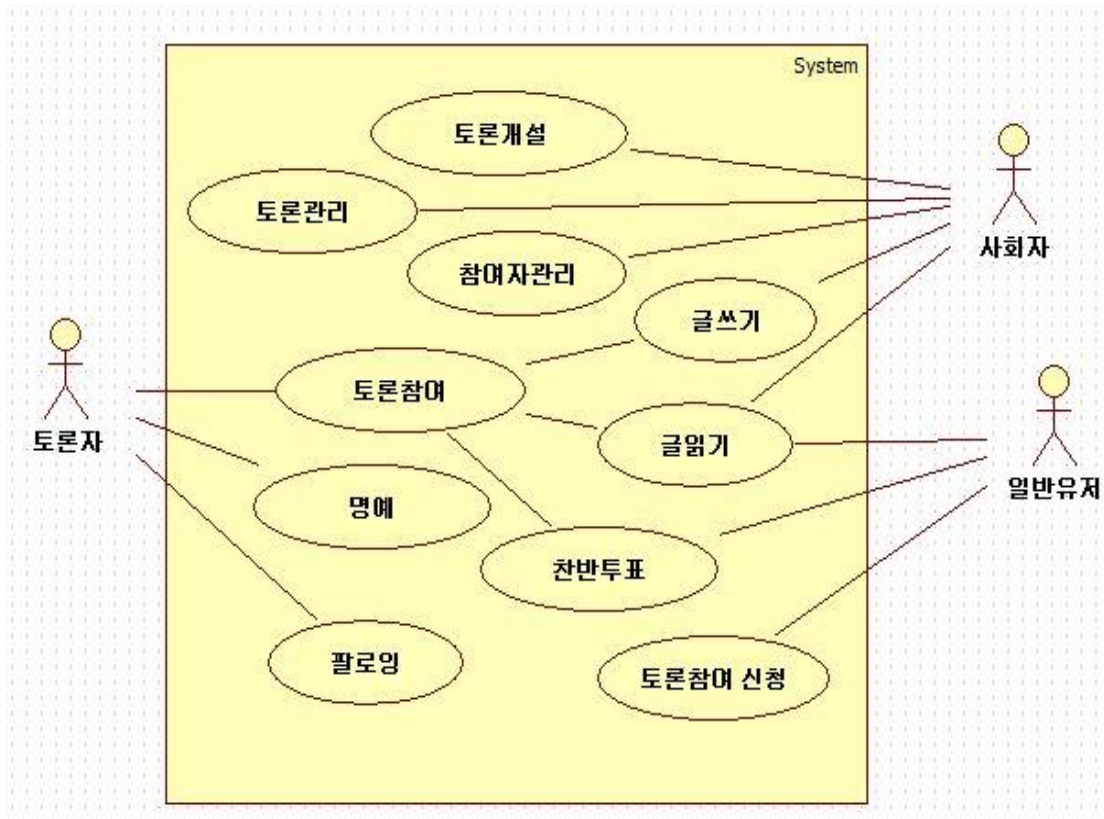 System
토론개설
토론관리
사회자
참여자관리
글쓰기
토론참여
토론자
글읽기
일반유저
명예
찬반투표
팔로잉
토론참여 신청